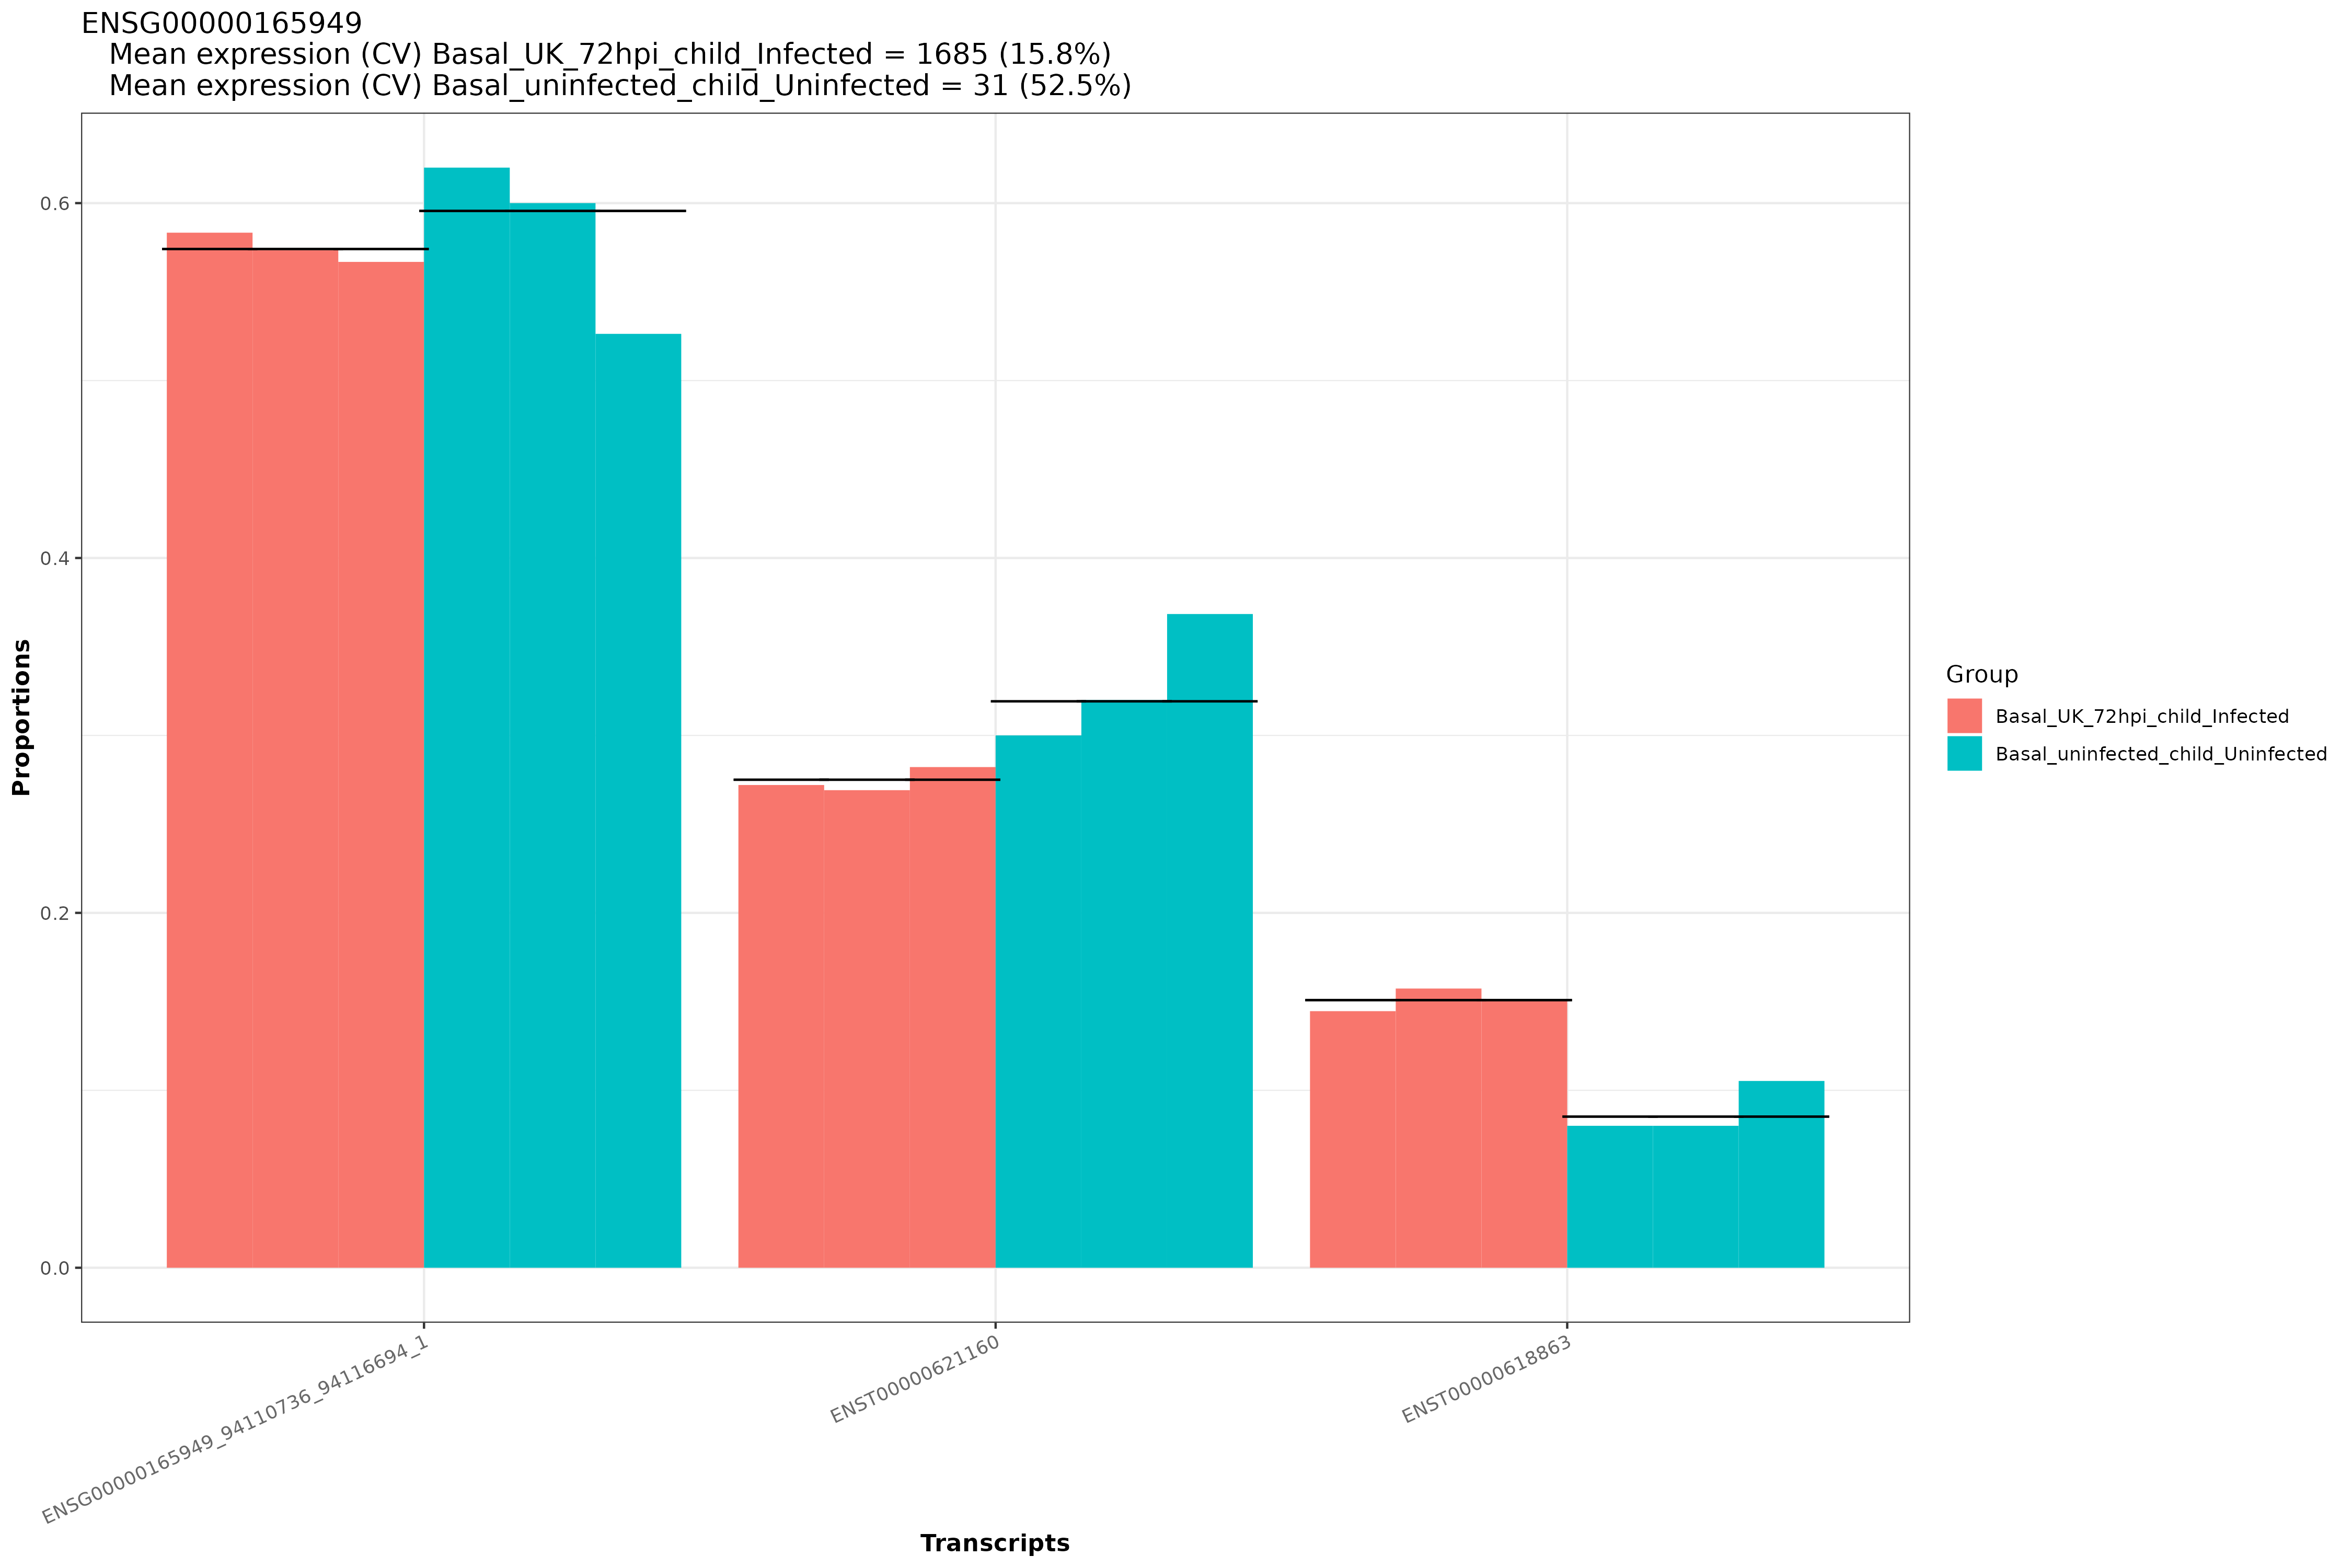 ENSG00000165949
Mean expression (CV) Basal_UK_72hpi_child_Infected = 1685 (15.8%)
Mean expression (CV) Basal_uninfected_child_Uninfected = 31 (52.5%)
Proportions
0.6
0.4
0.2
0.0
ENSG00000165949_94110736_94116694_1
ENST00000621160
ENST00000618863
Transcripts
Group
Basal_UK_72hpi_child_Infected
Basal_uninfected_child_Uninfected